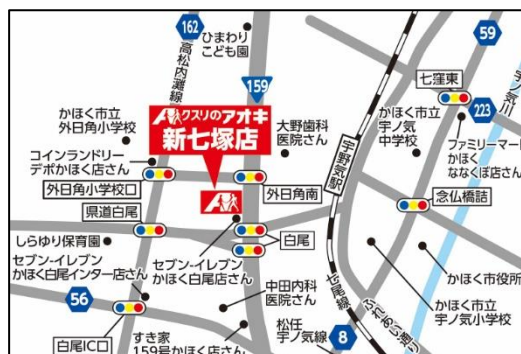 162
高松内灘線
ひまわり
こども園
159
59
七窪東
宇ノ気川
223
かほく市立
外日角小学校
クスリのアオキ
新七塚店
大野歯科
医院さん
宇野気駅
かほく市立
宇ノ気
中学校
ファミリーマート
かほく
ななくぼ店さん
コインランドリー
デポかほく店さん
外日角小学校口
外日角南
念仏橋詰
県道白尾
しらゆり保育園
セブン-イレブン
かほく白尾店さん
白尾
セブン-イレブン
かほく白尾インター店さん
中田内科
医院さん
七尾線
ふれあい通り
かほく市役所
かほく市立
宇ノ気小学校
56
白尾IC口
すき家
159号かほく店さん
松任
宇ノ気線
8